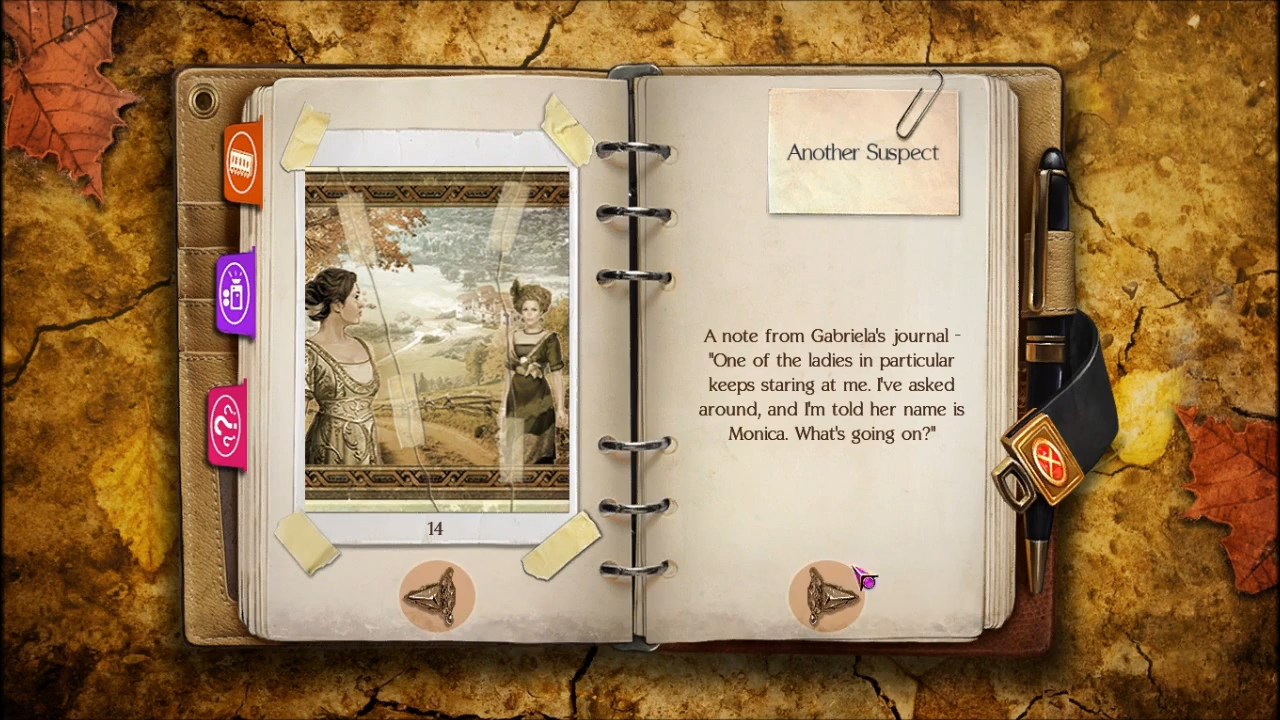 14
Another Suspect
A note from Gabriela's journal -
"One of the ladies in particular
keeps staring at me. I've asked
around, and I'm told her name is
Monica. What's going on?"